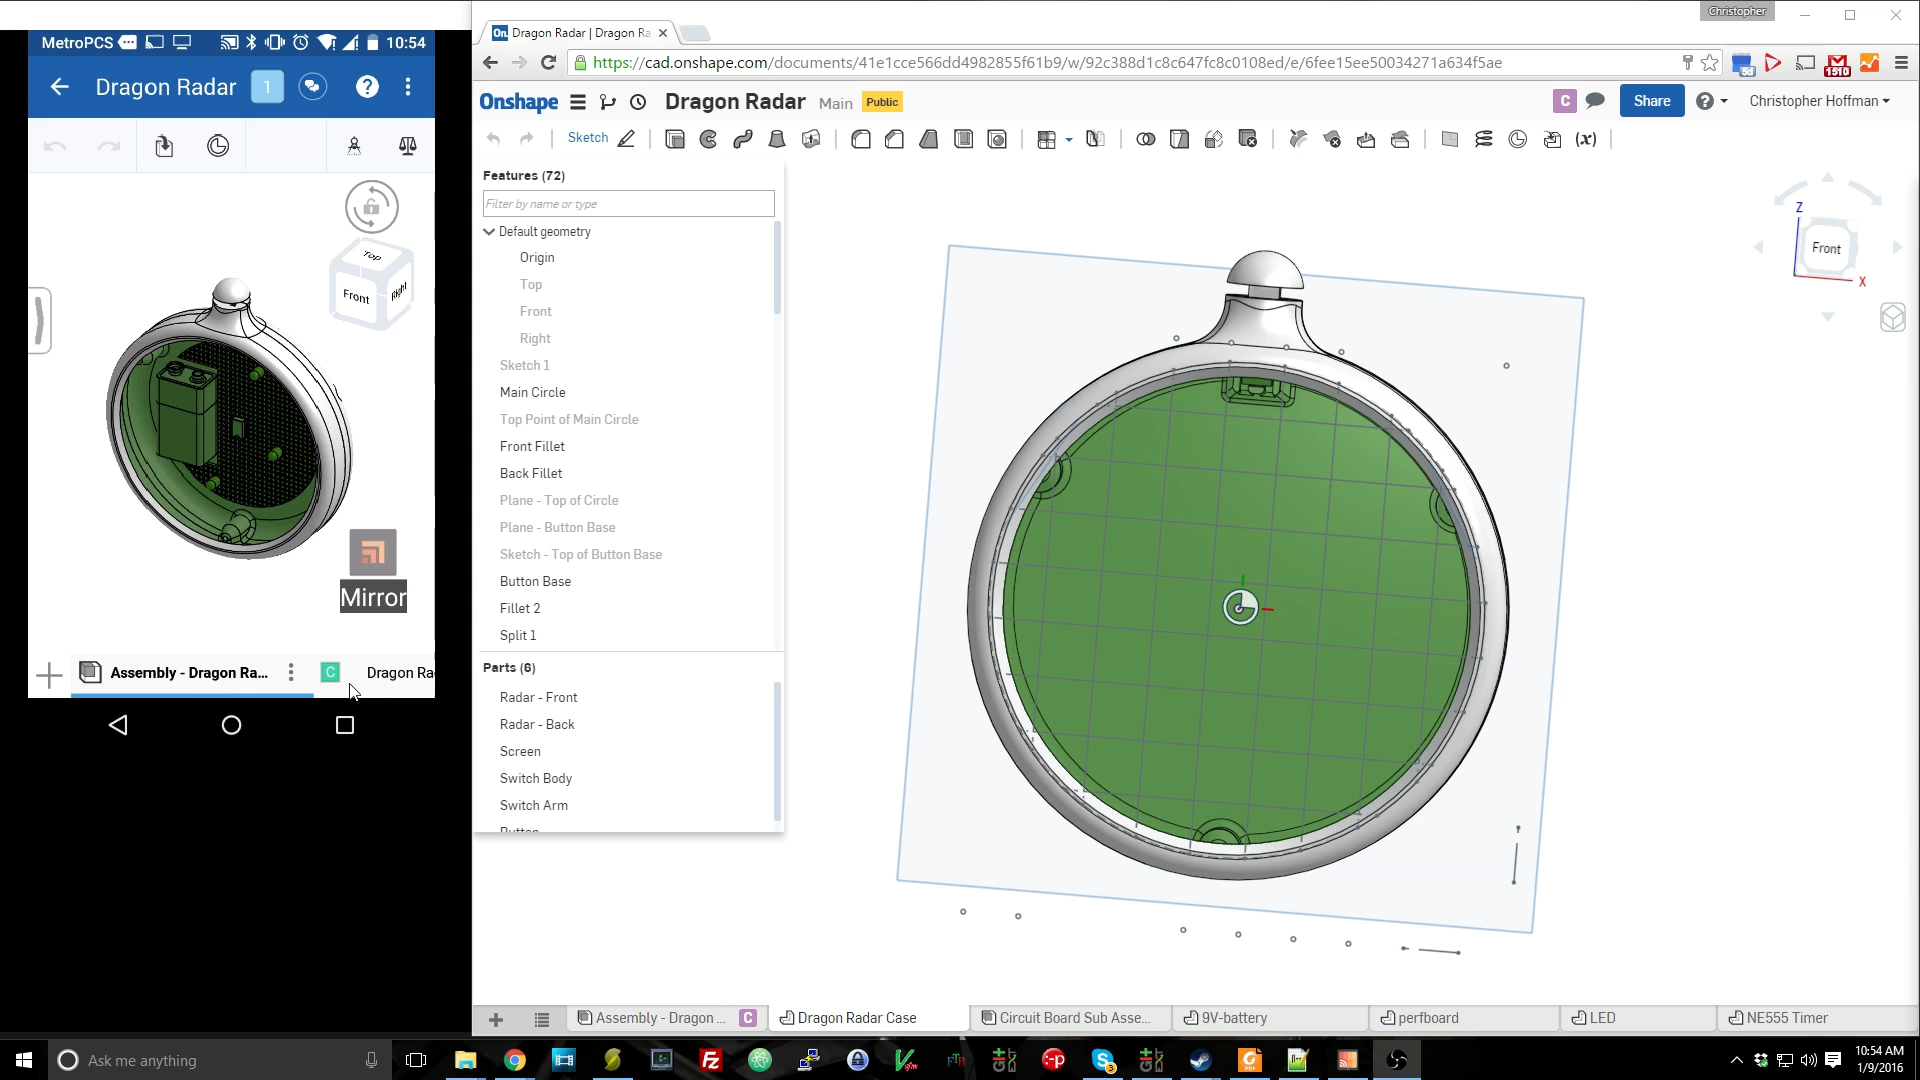 MetroPCS
10:54
Dragon Radar
1
Top
Front
Right
Mirror
Assembly - Dragon Ra...
C
Dragon Ra
Christopher
On
Dragon Radar | Dragon Ra
https://cad.onshape.com/documents/41e1cce566dd4982855f61b9/w/92c388d1c8c647fc8c0108ed/e/6fee15ee50034271a634f5ae
5d
1510
Onshape
Dragon Radar
Main
Public
C
Share
Christopher Hoffman
Sketch
(x)
Features (72)
Filter by name or type
Default geometry
Origin
Top
Front
Right
Sketch 1
Main Circle
Top Point of Main Circle
Front Fillet
Back Fillet
Plane - Top of Circle
Plane - Button Base
Sketch - Top of Button Base
Button Base
Fillet 2
Split 1
Parts (6)
Radar - Front
Radar - Back
Screen
Switch Body
Switch Arm
Button
Z
Front
X
Assembly - Dragon ...
C
Dragon Radar Case
Circuit Board Sub Asse...
9V-battery
perfboard
LED
NE555 Timer
Ask me anything
10:54 AM
1/9/2016